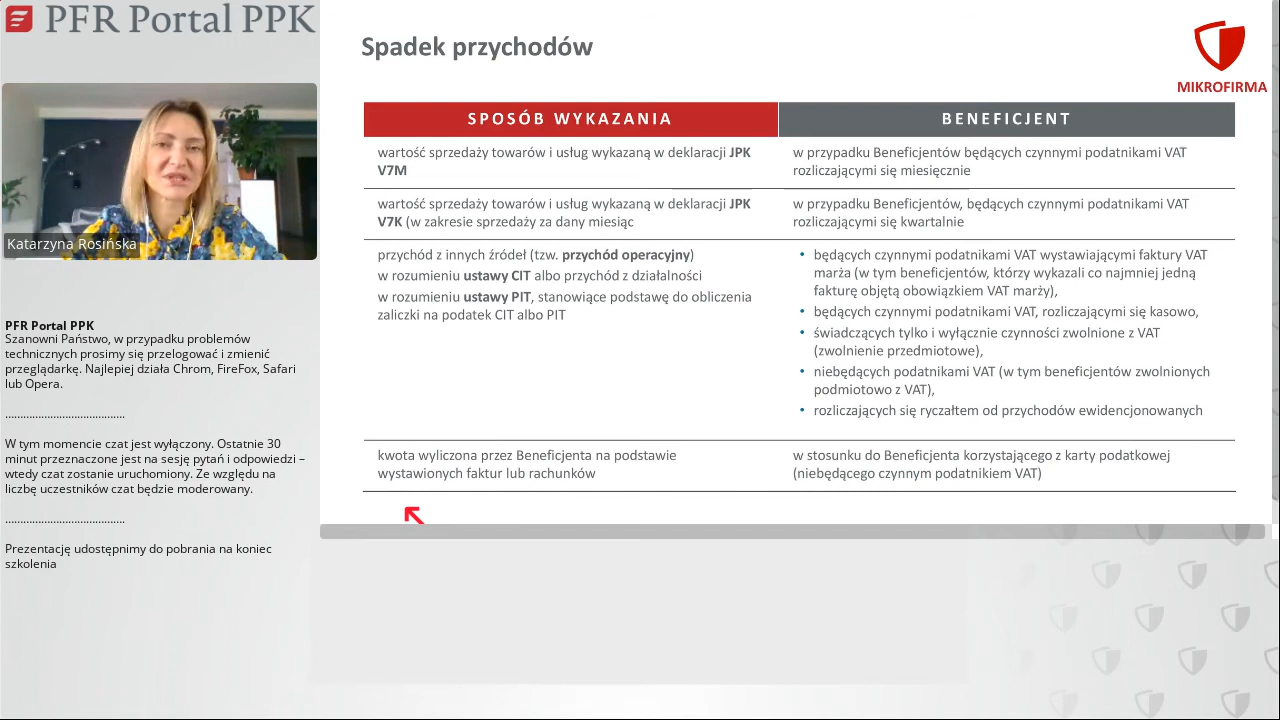 PFR Portal PPK
Katarzyna Rosińska
PFR Portal PPK
Szanowni Państwo, w przypadku problemów
technicznych prosimy się przelogować i zmienić
przeglądarkę. Najlepiej działa Chrom, FireFox, Safari
lub Opera.
........................................
W tym momencie czat jest wyłączony. Ostatnie 30
minut przeznaczone jest na sesję pytań i odpowiedzi –
wtedy czat zostanie uruchomiony. Ze względu na
liczbę uczestników czat będzie moderowany.
........................................
Prezentację udostępnimy do pobrania na koniec
szkolenia
Spadek przychodów
MIKROFIRMA
SPOSÓB WYKAZANIA
BENEFICJENT
wartość sprzedaży towarów i usług wykazaną w deklaracji JPK
V7M
w przypadku Beneficjentów będących czynnymi podatnikami VAT
rozliczającymi się miesięcznie
wartość sprzedaży towarów i usług wykazaną w deklaracji JPK
V7K (w zakresie sprzedaży za dany miesiąc
w przypadku Beneficjentów, będących czynnymi podatnikami VAT
rozliczającymi się kwartalnie
przychód z innych źródeł (tzw. przychód operacyjny)
w rozumieniu ustawy CIT albo przychód z działalności
w rozumieniu ustawy PIT, stanowiące podstawę do obliczenia
zaliczki na podatek CIT albo PIT
• będących czynnymi podatnikami VAT wystawiającymi faktury VAT
marża (w tym beneficjentów, którzy wykazali co najmniej jedną
fakturę objętą obowiązkiem VAT marży),
• będących czynnymi podatnikami VAT, rozliczającymi się kasowo,
• świadczących tylko i wyłącznie czynności zwolnione z VAT
(zwolnienie przedmiotowe),
• niebędących podatnikami VAT (w tym beneficjentów zwolnionych
podmiotowo z VAT),
• rozliczających się ryczałtem od przychodów ewidencjonowanych
kwota wyliczona przez Beneficjenta na podstawie
wystawionych faktur lub rachunków
w stosunku do Beneficjenta korzystającego z karty podatkowej
(niebędącego czynnym podatnikiem VAT)